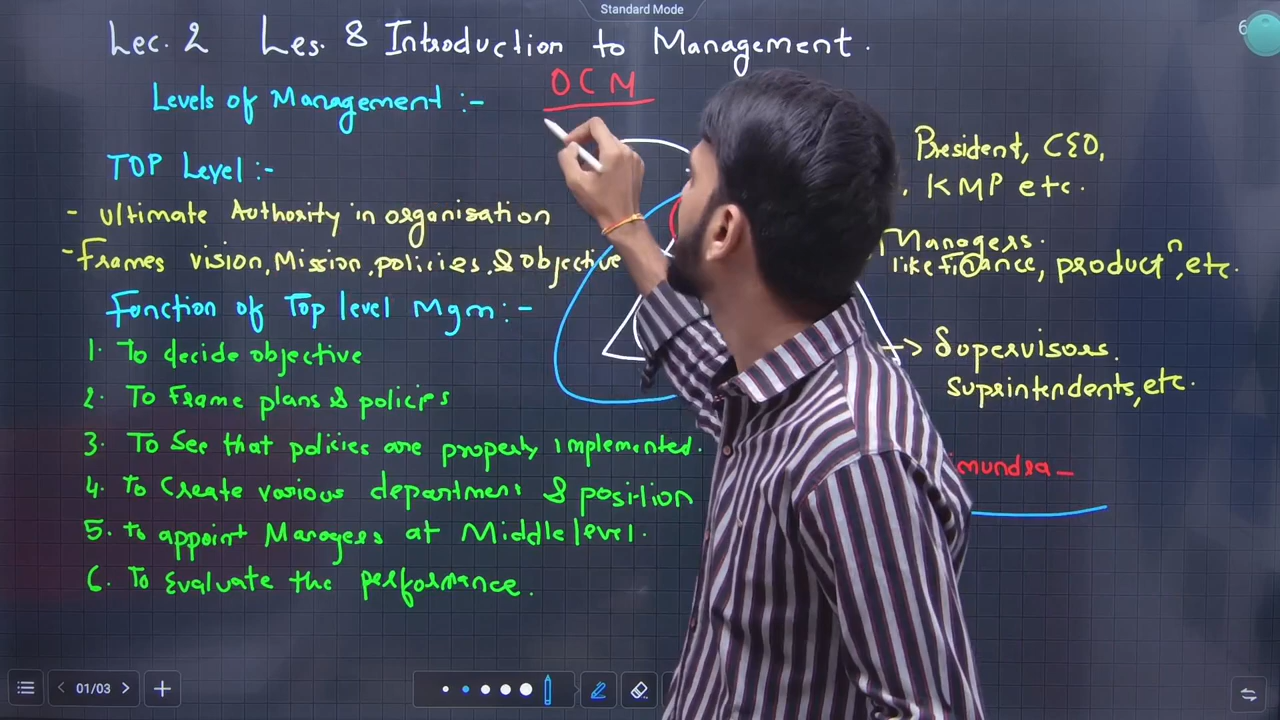 Standard Mode
6
Lec. 2 Les. 8 Introduction to Management.
Levels of Management :-
OCM
TOP Level :-
- Ultimate Authority in organisation
- Frames vision, Mission, policies, & objective
Function of Top level Mgm :-
1. To decide objective
2. To Frame plans & policies
3. To See that policies are properly implemented.
4. To Create various department & position
5. To appoint Managers at Middle level.
6. To Evaluate the performance.
President, CEO,
. KMP etc.
Managers.
like finance, productⁿ, etc.
-> Supervisors.
Suprintendents, etc.
01/03